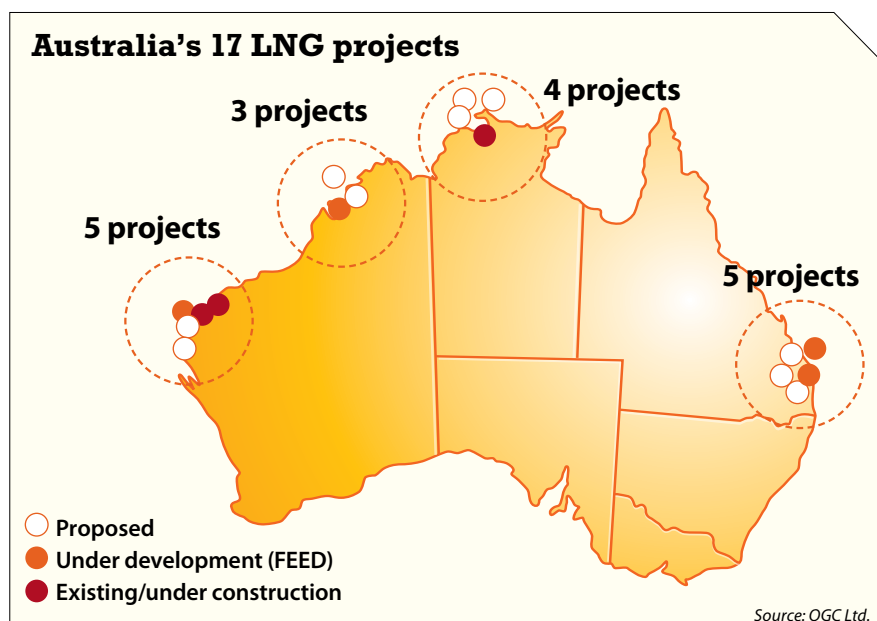 Australia’s 17 LNG projects
4 projects
3 projects
5 projects
5 projects
Proposed
Under development (FEED)
Existing/under construction
Source: OGC Ltd.